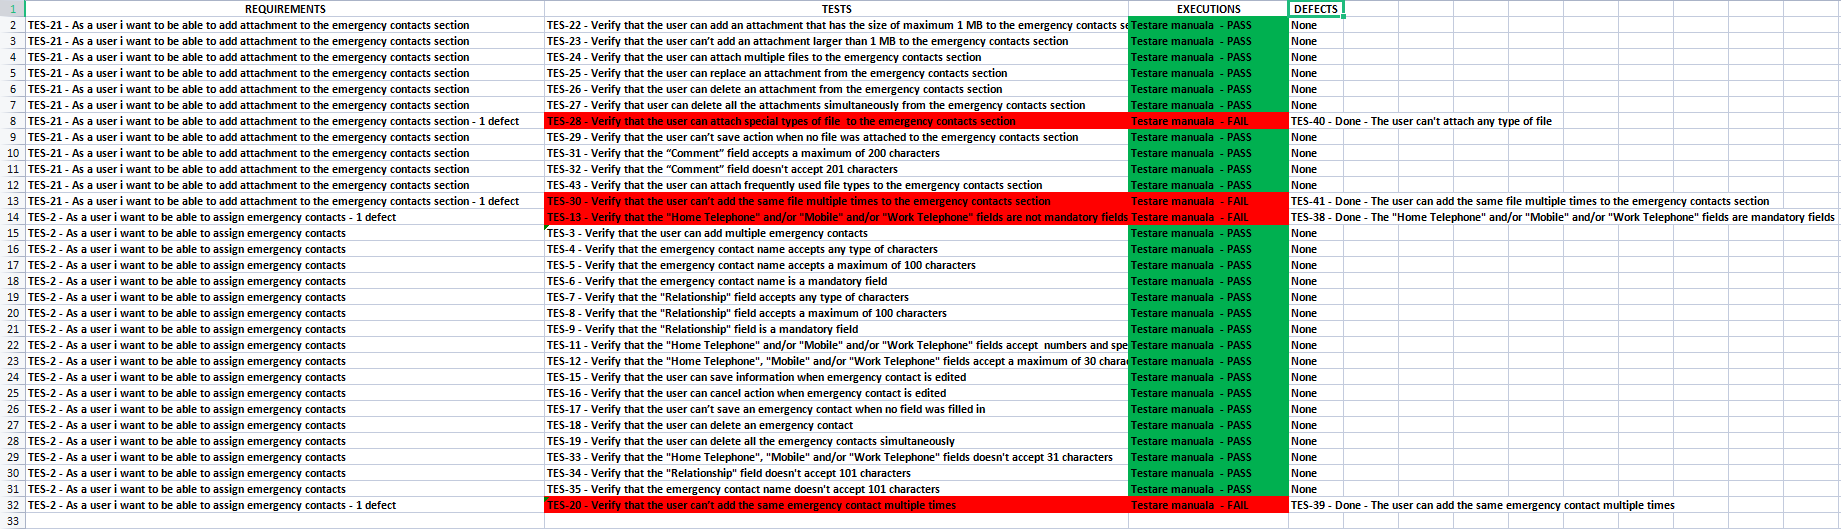 REQUIREMENTS TESTS EXECUTIONS DEFECTS
1
2 TES-21 - As a user i want to be able to add attachment to the emergency contacts section TES-22 - Verify that the user can add an attachment that has the size of maximum 1 MB to the emergency contacts se Testare manuala - PASS None
3 TES-21 - As a user i want to be able to add attachment to the emergency contacts section TES-23 - Verify that the user can't add an attachment larger than 1 MB to the emergency contacts section Testare manuala - PASS None
4 TES-21 - As a user i want to be able to add attachment to the emergency contacts section TES-24 - Verify that the user can attach multiple files to the emergency contacts section Testare manuala - PASS None
5 TES-21 - As a user i want to be able to add attachment to the emergency contacts section TES-25 - Verify that the user can replace an attachment from the emergency contacts section Testare manuala - PASS None
6 TES-21 - As a user i want to be able to add attachment to the emergency contacts section TES-26 - Verify that the user can delete an attachment from the emergency contacts section Testare manuala - PASS None
7 TES-21 - As a user i want to be able to add attachment to the emergency contacts section TES-27 - Verify that user can delete all the attachments simultaneously from the emergency contacts section Testare manuala - PASS None
8 TES-21 - As a user i want to be able to add attachment to the emergency contacts section - 1 defect TES-28 - Verify that the user can attach special types of file to the emergency contacts section Testare manuala - FAIL TES-40 - Done - The user can't attach any type of file
9 TES-21 - As a user i want to be able to add attachment to the emergency contacts section TES-29 - Verify that the user can't save action when no file was attached to the emergency contacts section Testare manuala - PASS None
10 TES-21 - As a user i want to be able to add attachment to the emergency contacts section TES-31 - Verify that the “Comment” field accepts a maximum of 200 characters Testare manuala - PASS None
11 TES-21 - As a user i want to be able to add attachment to the emergency contacts section TES-32 - Verify that the “Comment” field doesn't accept 201 characters Testare manuala - PASS None
12 TES-21 - As a user i want to be able to add attachment to the emergency contacts section TES-43 - Verify that the user can attach frequently used file types to the emergency contacts section Testare manuala - PASS None
13 TES-21 - As a user i want to be able to add attachment to the emergency contacts section - 1 defect TES-30 - Verify that the user can't add the same file multiple times to the emergency contacts section Testare manuala - FAIL TES-41 - Done - The user can add the same file multiple times to the emergency contacts section
14 TES-2 - As a user i want to be able to assign emergency contacts - 1 defect TES-13 - Verify that the "Home Telephone" and/or "Mobile" and/or "Work Telephone" fields are not mandatory fields Testare manuala - FAIL TES-38 - Done - The "Home Telephone" and/or "Mobile" and/or "Work Telephone" fields are mandatory fields
15 TES-2 - As a user i want to be able to assign emergency contacts TES-3 - Verify that the user can add multiple emergency contacts Testare manuala - PASS None
16 TES-2 - As a user i want to be able to assign emergency contacts TES-4 - Verify that the emergency contact name accepts any type of characters Testare manuala - PASS None
17 TES-2 - As a user i want to be able to assign emergency contacts TES-5 - Verify that the emergency contact name accepts a maximum of 100 characters Testare manuala - PASS None
18 TES-2 - As a user i want to be able to assign emergency contacts TES-6 - Verify that the emergency contact name is a mandatory field Testare manuala - PASS None
19 TES-2 - As a user i want to be able to assign emergency contacts TES-7 - Verify that the "Relationship" field accepts any type of characters Testare manuala - PASS None
20 TES-2 - As a user i want to be able to assign emergency contacts TES-8 - Verify that the "Relationship" field accepts a maximum of 100 characters Testare manuala - PASS None
21 TES-2 - As a user i want to be able to assign emergency contacts TES-9 - Verify that the "Relationship" field is a mandatory field Testare manuala - PASS None
22 TES-2 - As a user i want to be able to assign emergency contacts TES-11 - Verify that the "Home Telephone" and/or "Mobile" and/or "Work Telephone" fields accept numbers and spe Testare manuala - PASS None
23 TES-2 - As a user i want to be able to assign emergency contacts TES-12 - Verify that the "Home Telephone", "Mobile" and/or "Work Telephone" fields accept a maximum of 30 chara Testare manuala - PASS None
24 TES-2 - As a user i want to be able to assign emergency contacts TES-15 - Verify that the user can save information when emergency contact is edited Testare manuala - PASS None
25 TES-2 - As a user i want to be able to assign emergency contacts TES-16 - Verify that the user can cancel action when emergency contact is edited Testare manuala - PASS None
26 TES-2 - As a user i want to be able to assign emergency contacts TES-17 - Verify that the user can't save an emergency contact when no field was filled in Testare manuala - PASS None
27 TES-2 - As a user i want to be able to assign emergency contacts TES-18 - Verify that the user can delete an emergency contact Testare manuala - PASS None
28 TES-2 - As a user i want to be able to assign emergency contacts TES-19 - Verify that the user can delete all the emergency contacts simultaneously Testare manuala - PASS None
29 TES-2 - As a user i want to be able to assign emergency contacts TES-33 - Verify that the "Home Telephone", "Mobile" and/or "Work Telephone" fields doesn't accept 31 characters Testare manuala - PASS None
30 TES-2 - As a user i want to be able to assign emergency contacts TES-34 - Verify that the "Relationship" field doesn't accept 101 characters Testare manuala - PASS None
31 TES-2 - As a user i want to be able to assign emergency contacts TES-35 - Verify that the emergency contact name doesn't accept 101 characters Testare manuala - PASS None
32 TES-2 - As a user i want to be able to assign emergency contacts - 1 defect TES-20 - Verify that the user can't add the same emergency contact multiple times Testare manuala - FAIL TES-39 - Done - The user can add the same emergency contact multiple times
33